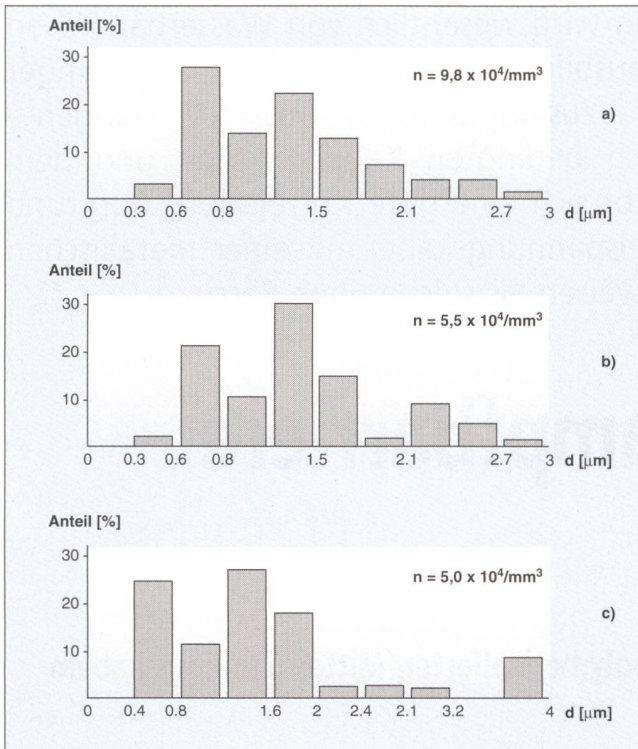 Anteil [%]
30
n = 9,8 x 10⁴/mm³
20
a)
10
0 0.3 0.6 0.8 1.5 2.1 2.7 3 d [µm]
Anteil [%]
30
n = 5,5 x 10⁴/mm³
20
b)
10
0 0.3 0.6 0.8 1.5 2.1 2.7 3 d [µm]
Anteil [%]
30
n = 5,0 x 10⁴/mm³
20
c)
10
0 0.4 0.8 1.6 2 2.4 2.1 3.2 4 d [µm]